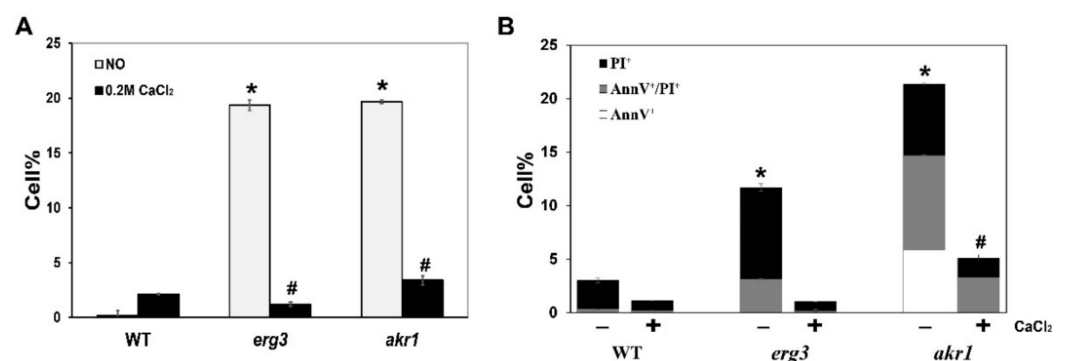 A
Cell%
25
20
15
10
5
0
NO
0.2M CaCl₂
*
*
#
#
WT
erg3
akr1
B
Cell%
25
20
15
10
5
0
PI⁺
AnnV⁺/PI⁺
AnnV⁺
*
*
#
− + − + − + CaCl₂
WT erg3 akr1